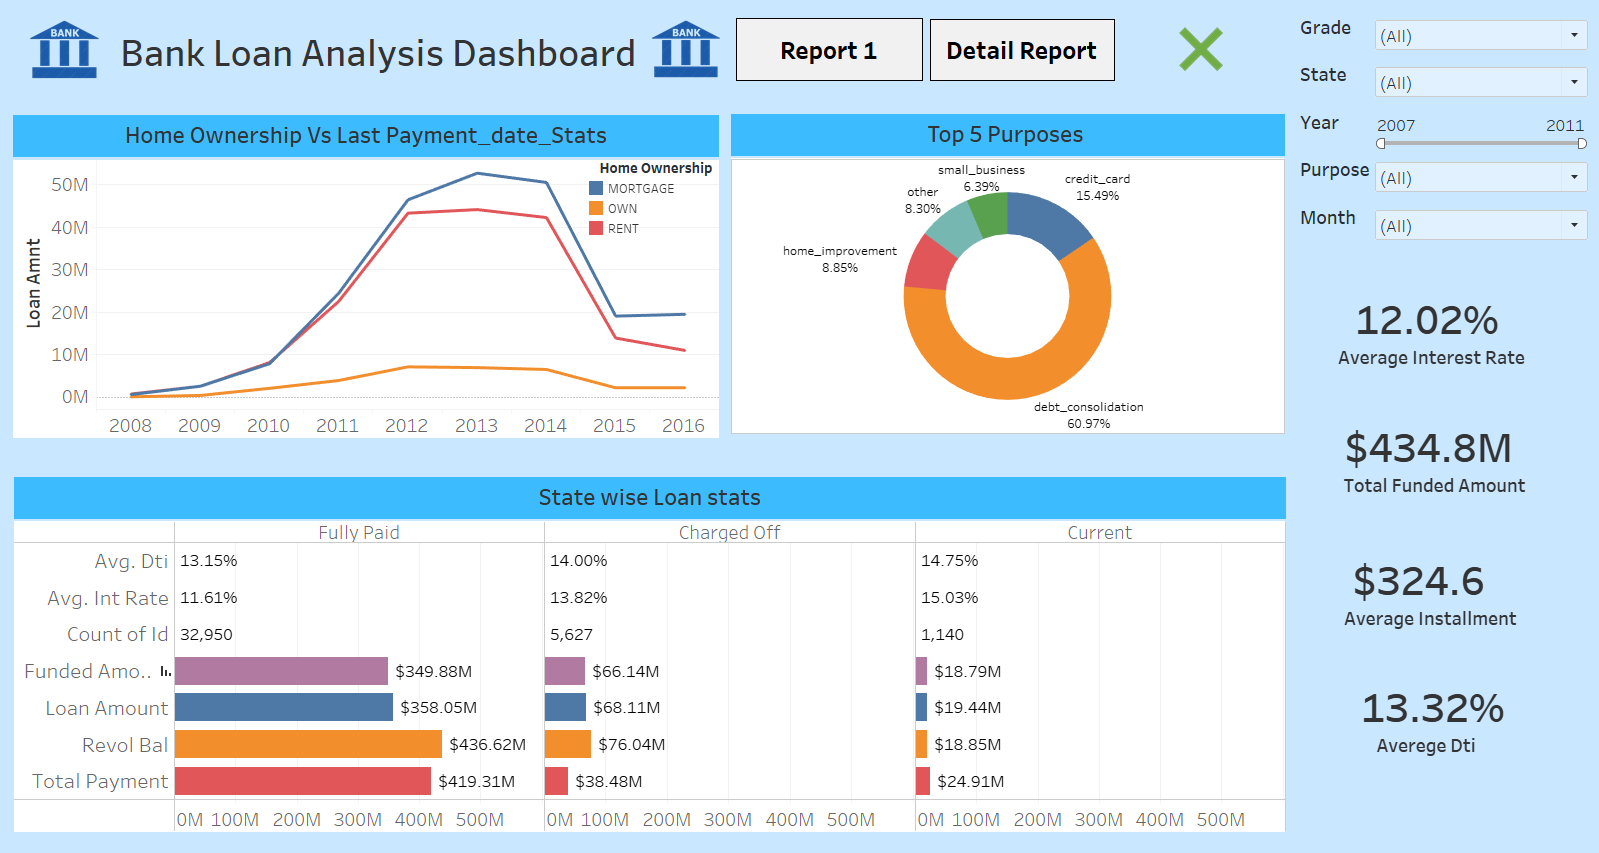 BANK
Bank Loan Analysis Dashboard
BANK
Report 1
Detail Report
Grade
(All)
State
(All)
Year
2007
2011
Purpose
(All)
Month
(All)
Home Ownership Vs Last Payment_date_Stats
Home Ownership
MORTGAGE
OWN
RENT
Loan Amnt
50M
40M
30M
20M
10M
0M
2008 2009 2010 2011 2012 2013 2014 2015 2016
Top 5 Purposes
small_business
6.39%
credit_card
15.49%
other
8.30%
home_improvement
8.85%
debt_consolidation
60.97%
12.02%
Average Interest Rate
$434.8M
Total Funded Amount
$324.6
Average Installment
13.32%
Averege Dti
State wise Loan stats
Fully Paid Charged Off Current
Avg. Dti 13.15% 14.00% 14.75%
Avg. Int Rate 11.61% 13.82% 15.03%
Count of Id 32,950 5,627 1,140
Funded Amo.. $349.88M $66.14M $18.79M
Loan Amount $358.05M $68.11M $19.44M
Revol Bal $436.62M $76.04M $18.85M
Total Payment $419.31M $38.48M $24.91M
0M 100M 200M 300M 400M 500M 0M 100M 200M 300M 400M 500M 0M 100M 200M 300M 400M 500M